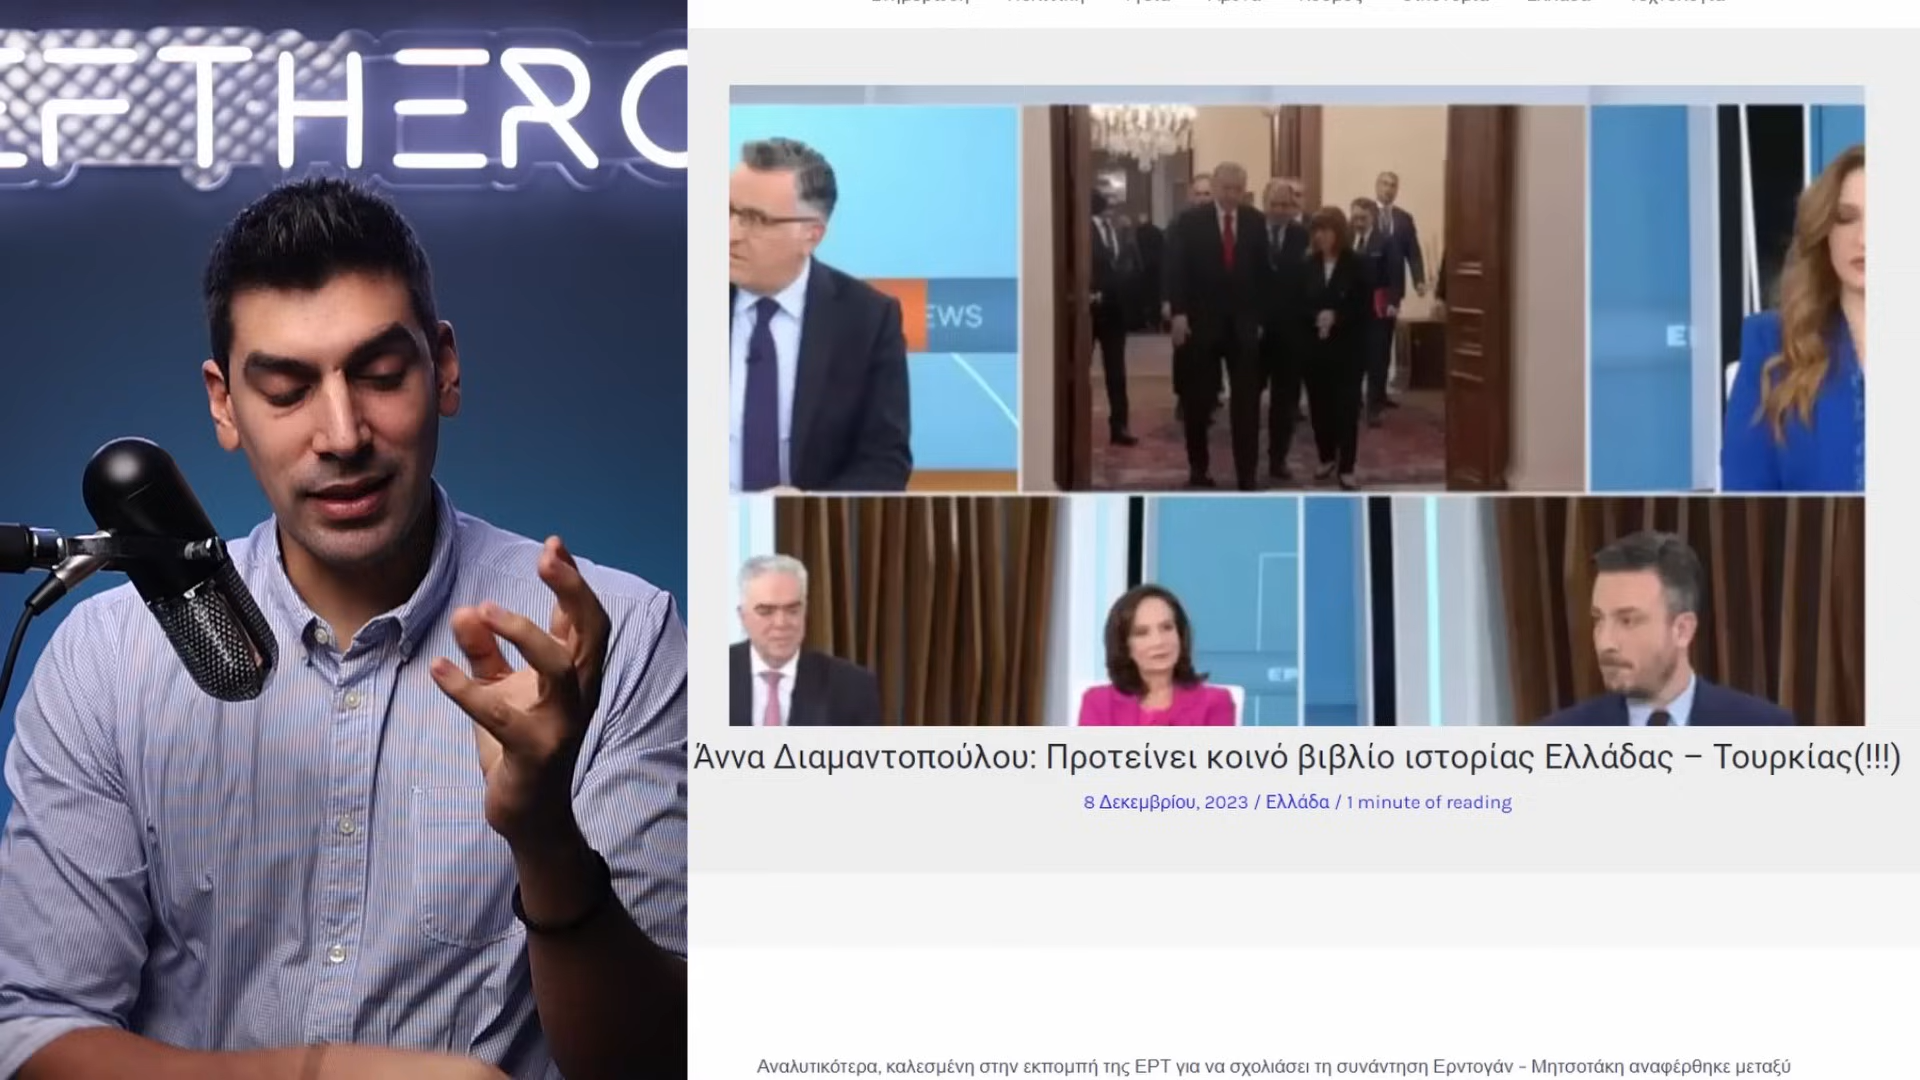 EFTHERO
EWS
Άννα Διαμαντοπούλου: Προτείνει κοινό βιβλίο ιστορίας Ελλάδας – Τουρκίας(!!!)
8 Δεκεμβρίου, 2023 / Ελλάδα / 1 minute of reading
Αναλυτικότερα, καλεσμένη στην εκπομπή της ΕΡΤ για να σχολιάσει τη συνάντηση Ερντογάν – Μητσοτάκη αναφέρθηκε μεταξύ